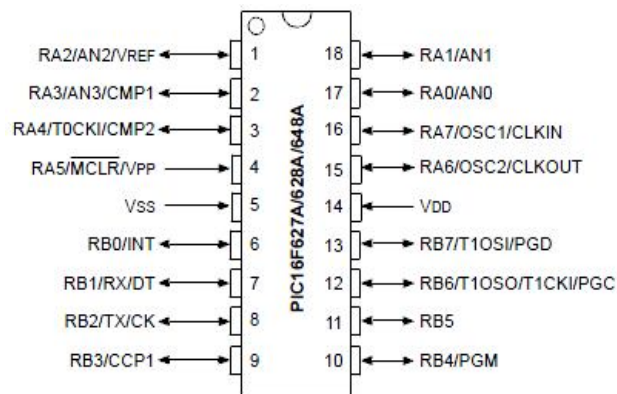 RA2/AN2/VREF 1 18 RA1/AN1
RA3/AN3/CMP1 2 17 RA0/AN0
RA4/T0CKI/CMP2 3 16 RA7/OSC1/CLKIN
RA5/MCLR/VPP 4 15 RA6/OSC2/CLKOUT
VSS 5 14 VDD
RB0/INT 6 13 RB7/T1OSI/PGD
RB1/RX/DT 7 12 RB6/T1OSO/T1CKI/PGC
RB2/TX/CK 8 11 RB5
RB3/CCP1 9 10 RB4/PGM
PIC16F627A/628A/648A